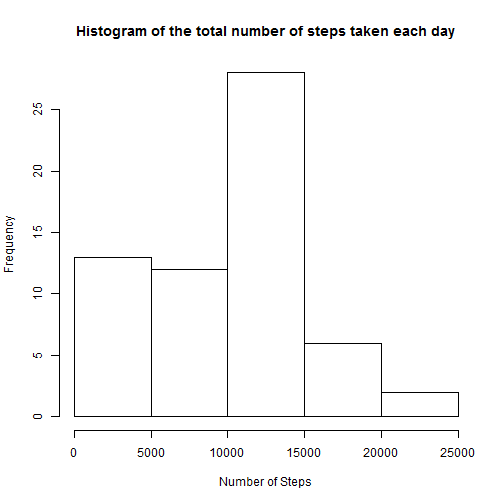 Histogram of the total number of steps taken each day
Frequency
25
20
15
10
5
0
0 5000 10000 15000 20000 25000
Number of Steps